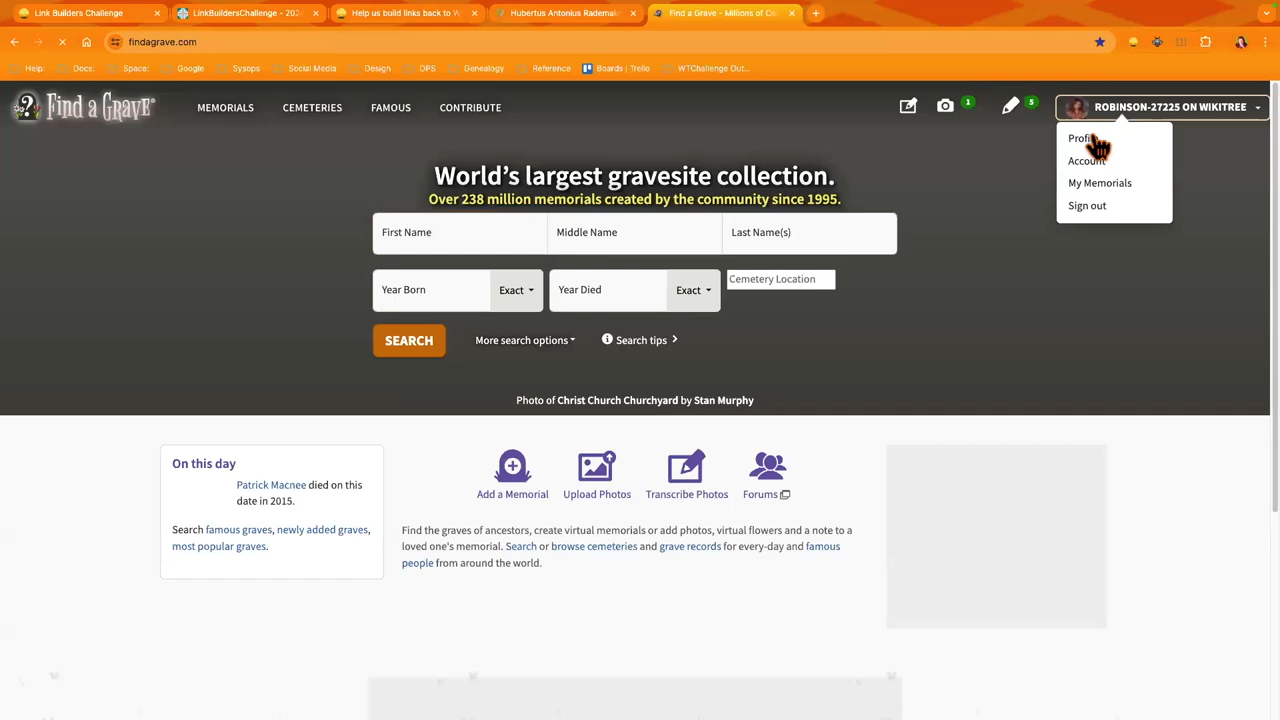 Link Builders Challenge
LinkBuildersChallenge - 202
Help us build links back to W
Hubertus Antonius Rademak
Find a Grave - Millions of Ce
findagrave.com
Help:
Docs:
Space:
Google
Sysops
Social Media
Design
DPS
Genealogy
Reference
Boards | Trello
WTChallenge Out...
Find a Grave®
MEMORIALS
CEMETERIES
FAMOUS
CONTRIBUTE
1
5
ROBINSON-27225 ON WIKITREE
Account
My Memorials
Sign out
World's largest gravesite collection.
Over 238 million memorials created by the community since 1995.
First Name
Middle Name
Last Name(s)
Year Born
Exact
Year Died
Exact
Cemetery Location
SEARCH
More search options
Search tips
Photo of Christ Church Churchyard by Stan Murphy
On this day
Patrick Macnee died on this
date in 2015.
Search famous graves, newly added graves,
most popular graves.
Add a Memorial
Upload Photos
Transcribe Photos
Forums
Find the graves of ancestors, create virtual memorials or add photos, virtual flowers and a note to a
loved one's memorial. Search or browse cemeteries and grave records for every-day and famous
people from around the world.